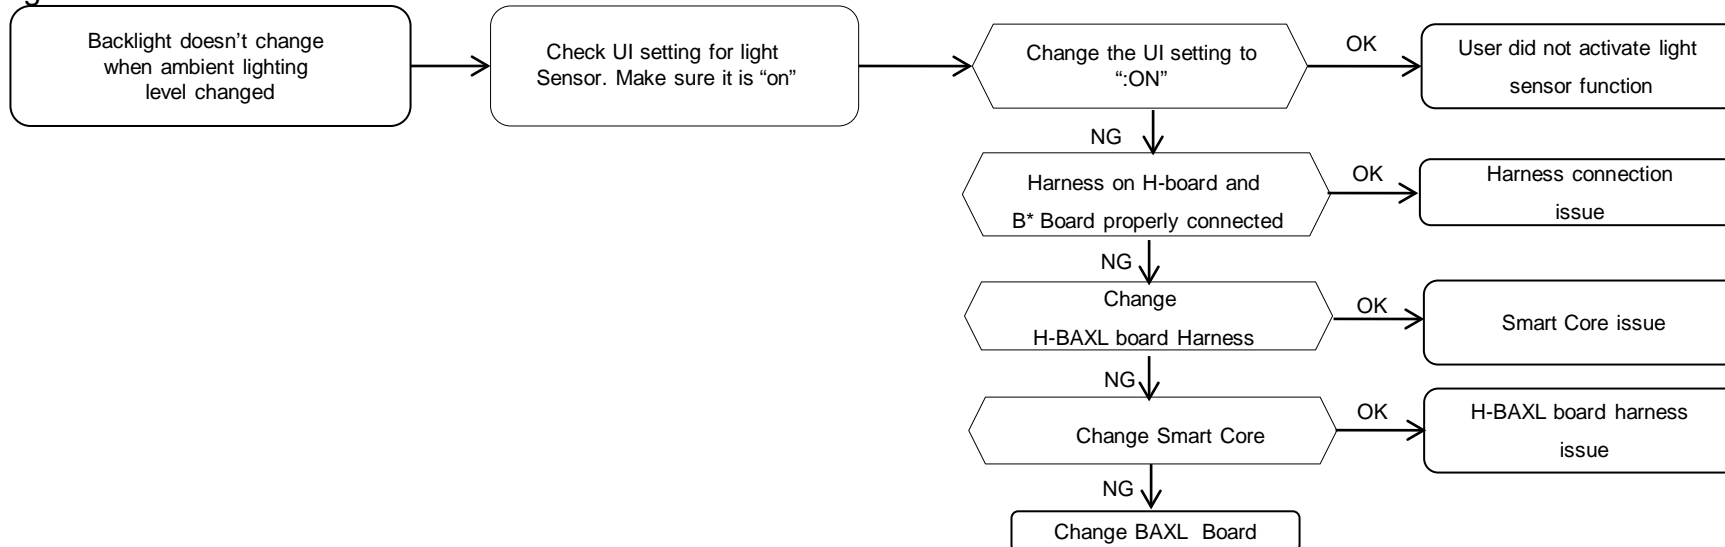 Backlight doesn’t change
when ambient lighting
level changed
Check UI setting for light
Sensor. Make sure it is “on”
Change the UI setting to
“:ON”
OK
User did not activate light
sensor function
NG
Harness on H-board and
B* Board properly connected
OK
Harness connection
issue
NG
Change
H-BAXL board Harness
OK
Smart Core issue
NG
Change Smart Core
OK
H-BAXL board harness
issue
NG
Change BAXL Board